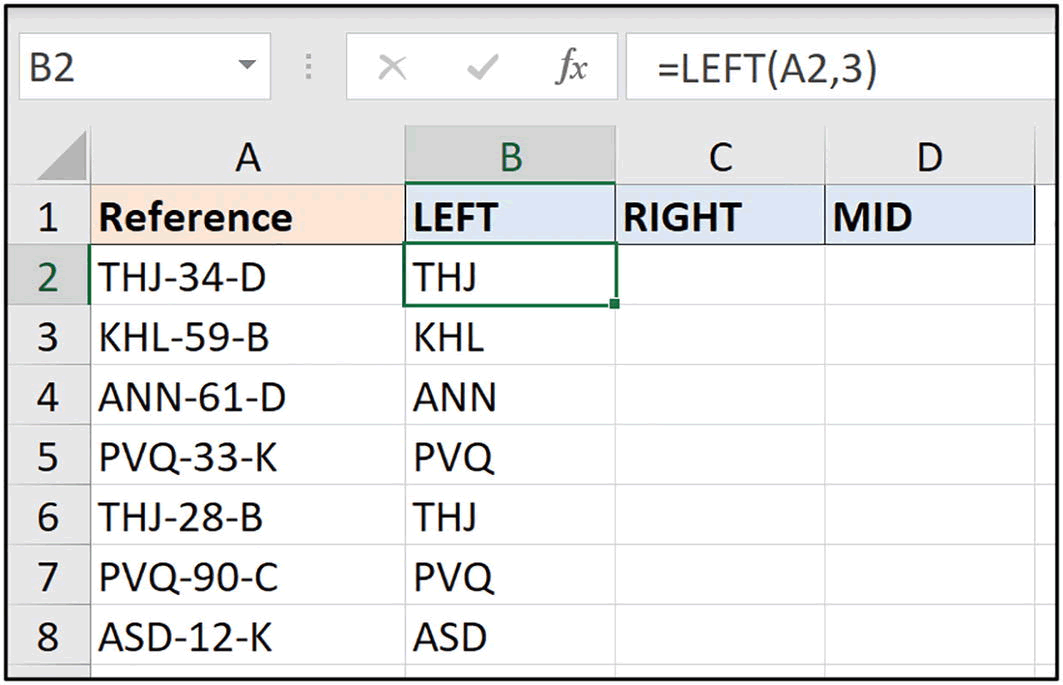 B2 fx =LEFT(A2,3)
A B C D
1 Reference LEFT RIGHT MID
2 THJ-34-D THJ
3 KHL-59-B KHL
4 ANN-61-D ANN
5 PVQ-33-K PVQ
6 THJ-28-B THJ
7 PVQ-90-C PVQ
8 ASD-12-K ASD